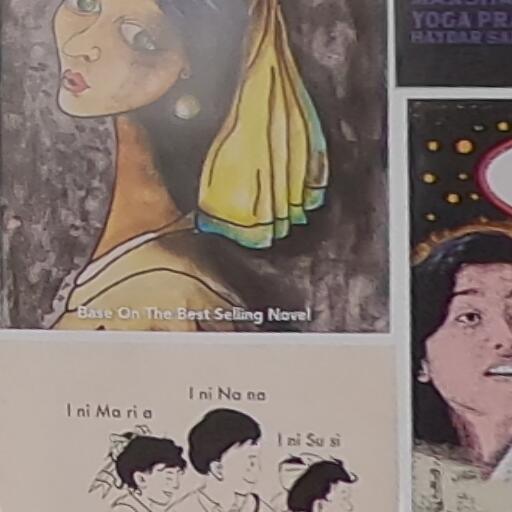 YOGA PRA
HAYDAR SA
Base On The Best Selling Novel
I ni Na na
I ni Ma ri a
I ni Su si